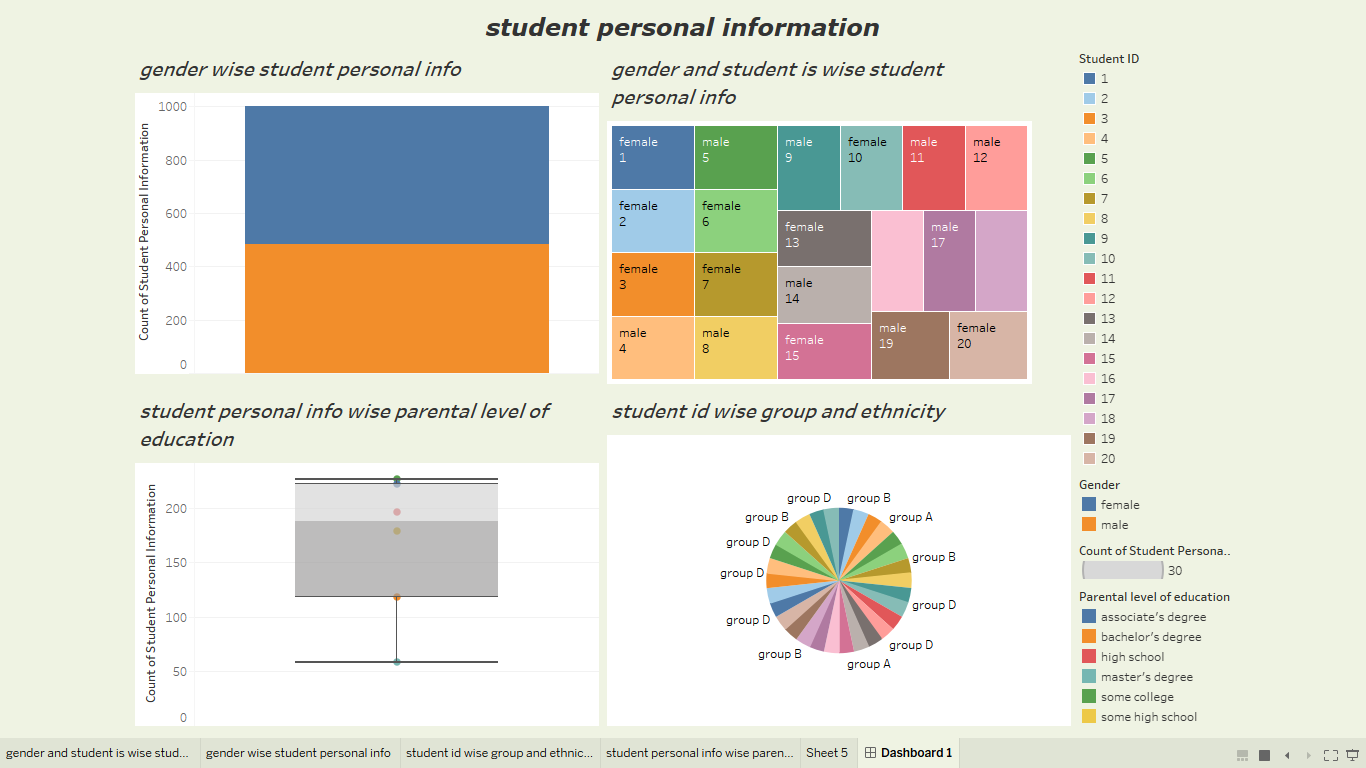 student personal information
gender wise student personal info
Count of Student Personal Information
1000
800
600
400
200
0
gender and student is wise student
personal info
female
1
male
5
male
9
female
10
male
11
male
12
female
2
female
6
female
13
male
17
female
3
female
7
male
14
male
4
male
8
female
15
male
19
female
20
student personal info wise parental level of
education
Count of Student Personal Information
200
150
100
50
0
student id wise group and ethnicity
group D
group B
group B
group A
group D
group B
group D
group D
group D
group D
group B
group A
Student ID
1
2
3
4
5
6
7
8
9
10
11
12
13
14
15
16
17
18
19
20
Gender
female
male
Count of Student Persona..
30
Parental level of education
associate's degree
bachelor's degree
high school
master's degree
some college
some high school
gender and student is wise stud...
gender wise student personal info
student id wise group and ethnic...
student personal info wise paren...
Sheet 5
Dashboard 1